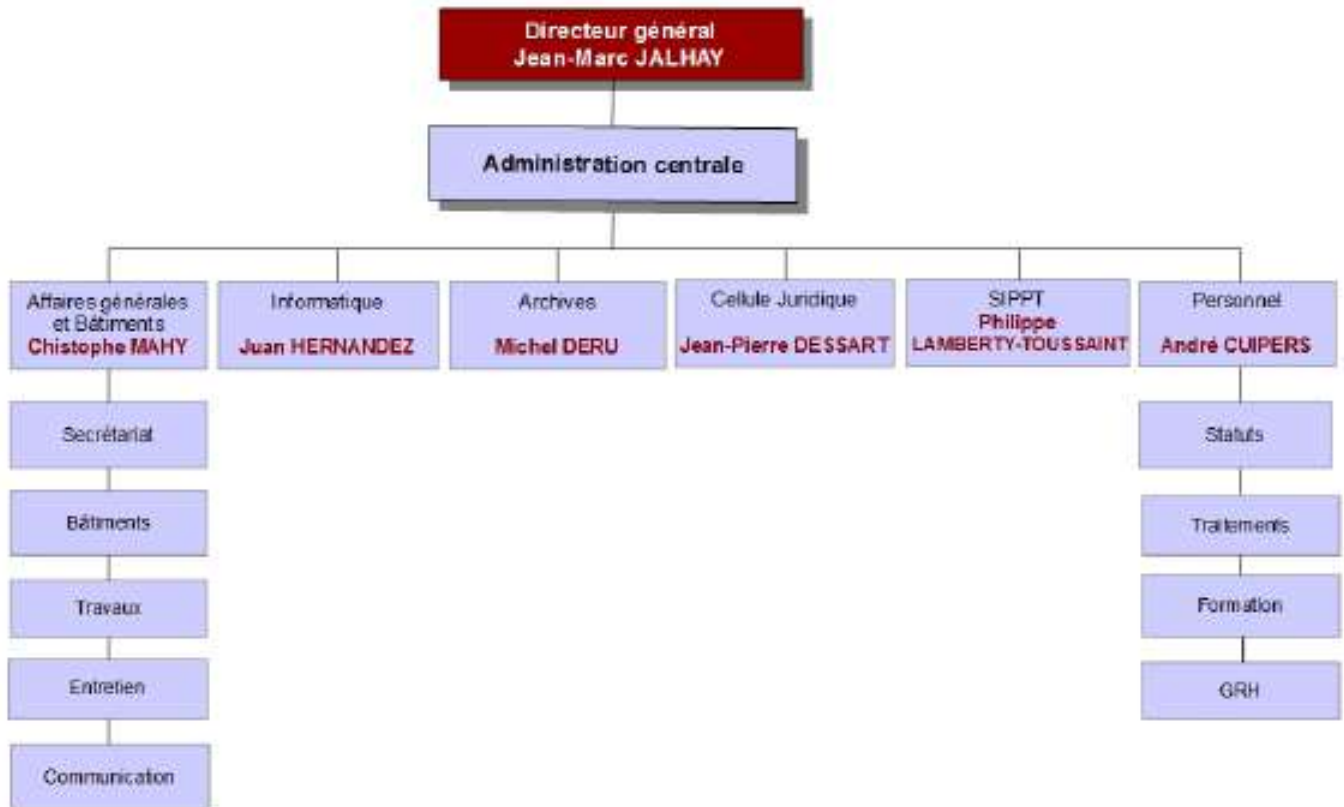 Directeur général
Jean-Marc JALHAY
Administration centrale
Affaires générales
et Bâtiments
Chistophe MAHY
Informatique
Juan HERNANDEZ
Archives
Michel DERU
Cellule Juridique
Jean-Pierre DESSART
SIPPT
Philippe
LAMBERTY-TOUSSAINT
Personnel
André CUIPERS
Secrétariat
Bâtiments
Travaux
Entretien
Communication
Statuts
Traitements
Formation
GRH